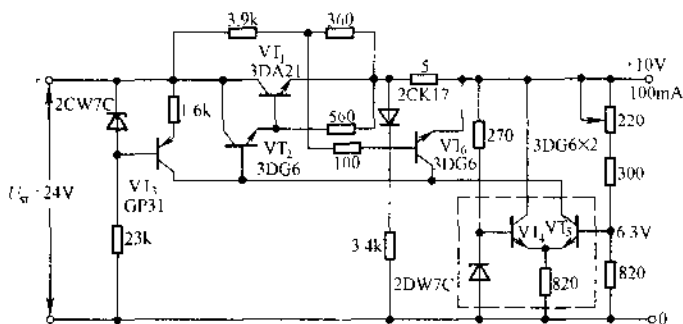 3.9k
360
VT₁
3DA21
5
2CK17
+10V
100mA
2CW7C
1.6k
560
VT₂
3DG6
100
VT₆
3DG6
270
3DG6×2
220
300
VT₃
GP31
24V
23k
3.4k
2DW7C
VT₄
VT₅
6.3V
820
820
0